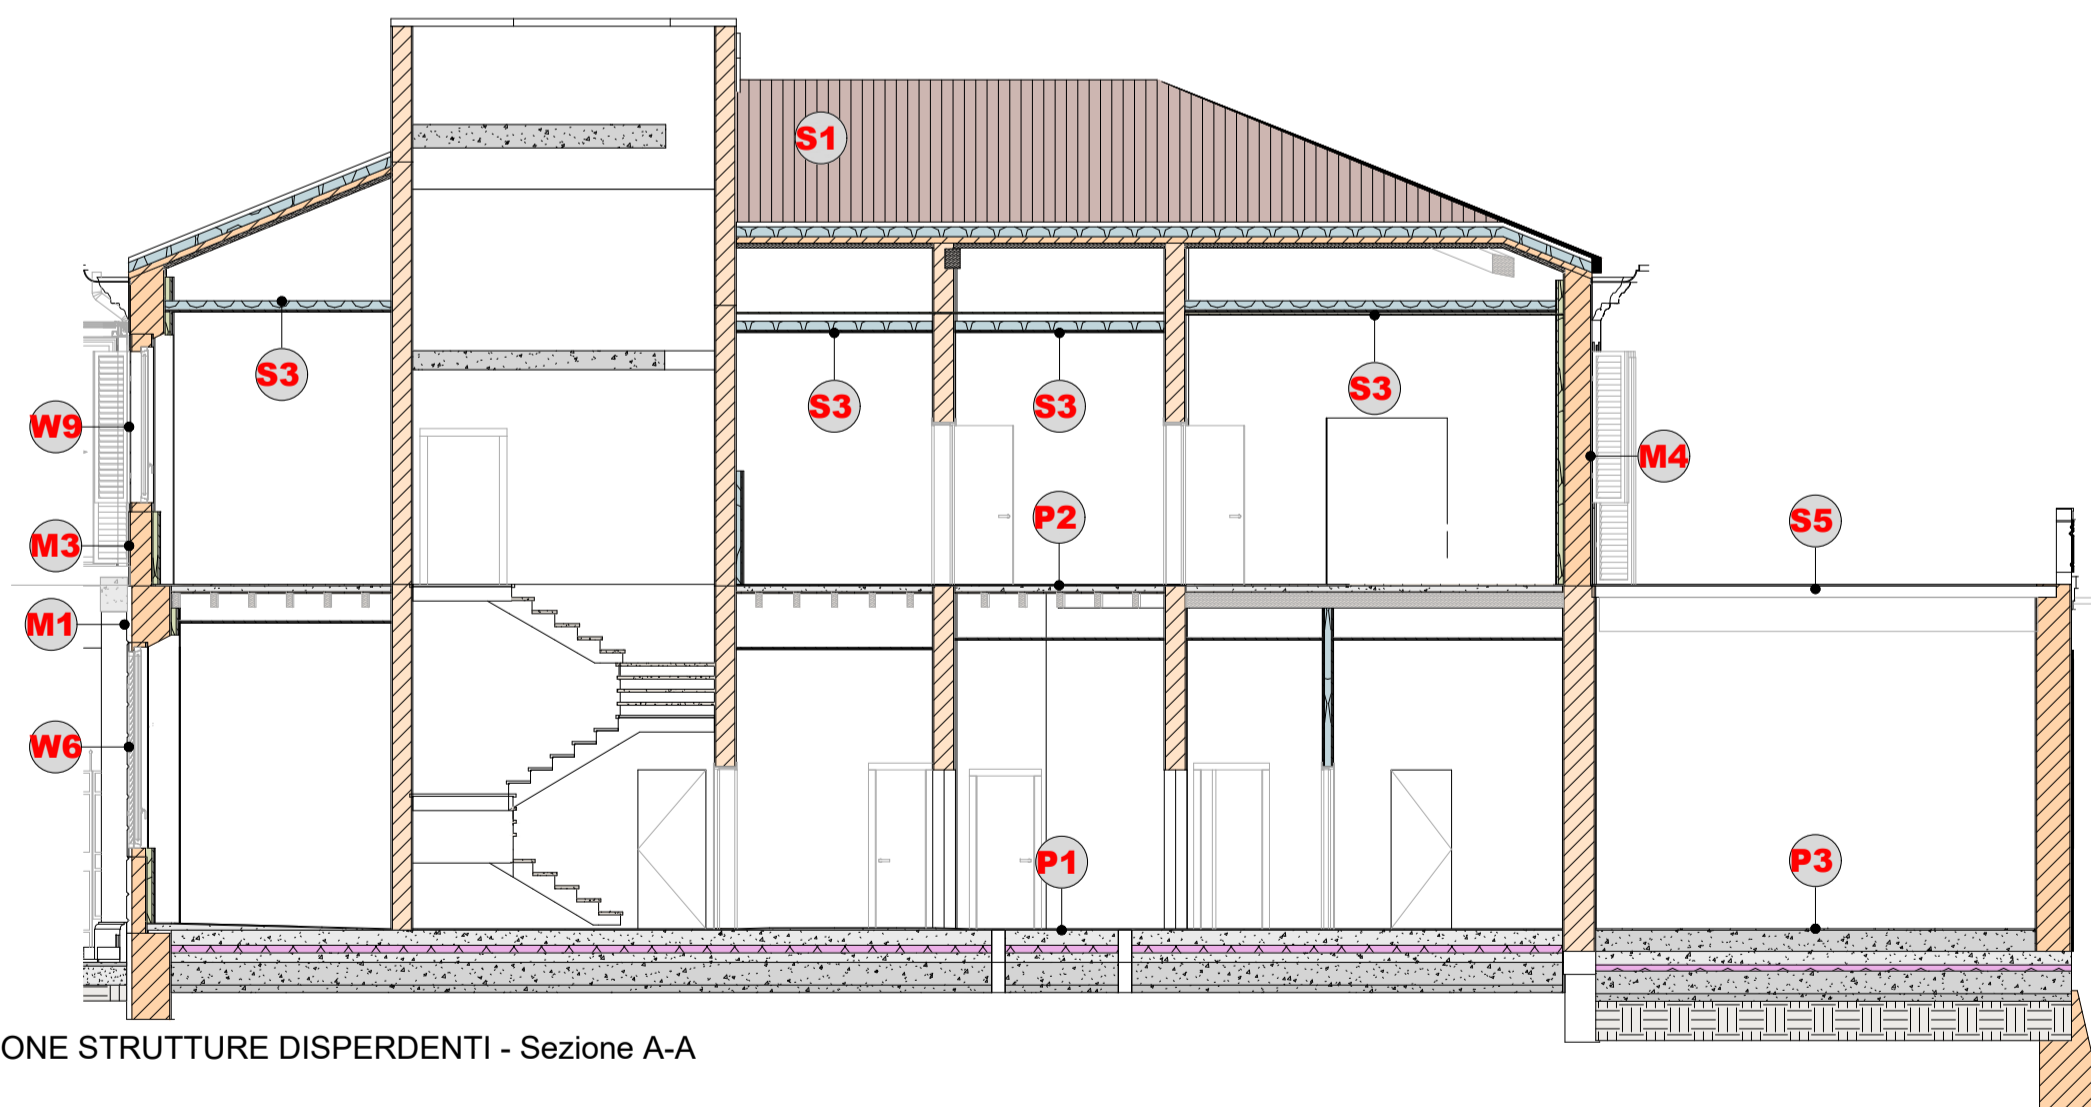 S1
S3
S3
S3
S3
W9
M4
M3
P2
S5
M1
W6
P1
P3
ONE STRUTTURE DISPERDENTI - Sezione A-A